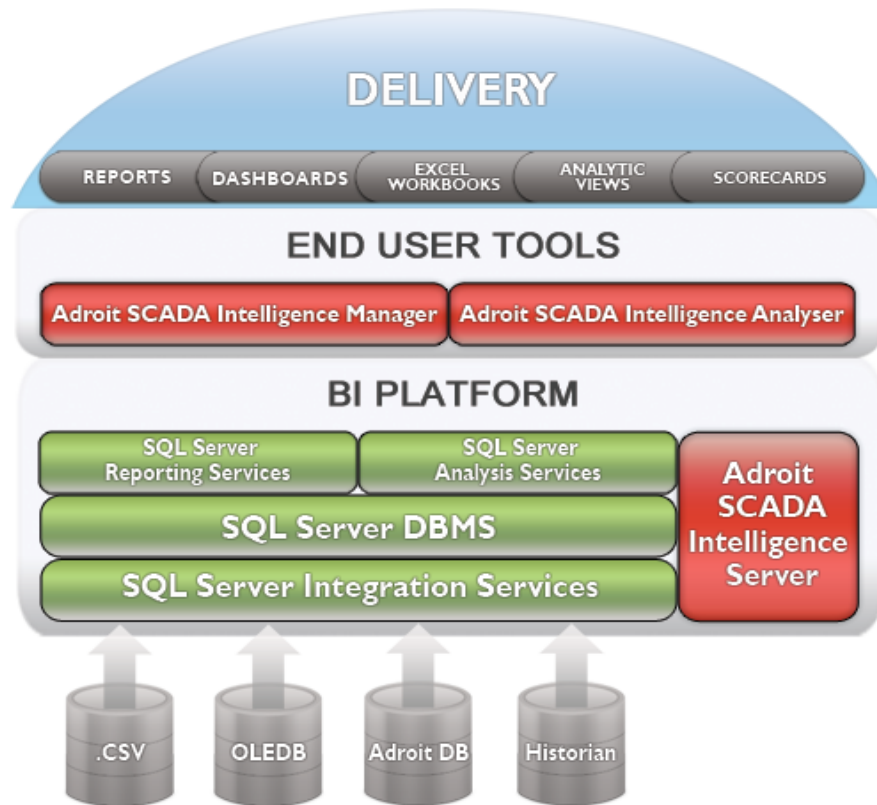 DELIVERY
REPORTS
DASHBOARDS
EXCEL
WORKBOOKS
ANALYTIC
VIEWS
SCORECARDS
END USER TOOLS
Adroit SCADA Intelligence Manager
Adroit SCADA Intelligence Analyser
BI PLATFORM
SQL Server
Reporting Services
SQL Server
Analysis Services
SQL Server DBMS
SQL Server Integration Services
Adroit
SCADA
Intelligence
Server
.CSV
OLEDB
Adroit DB
Historian